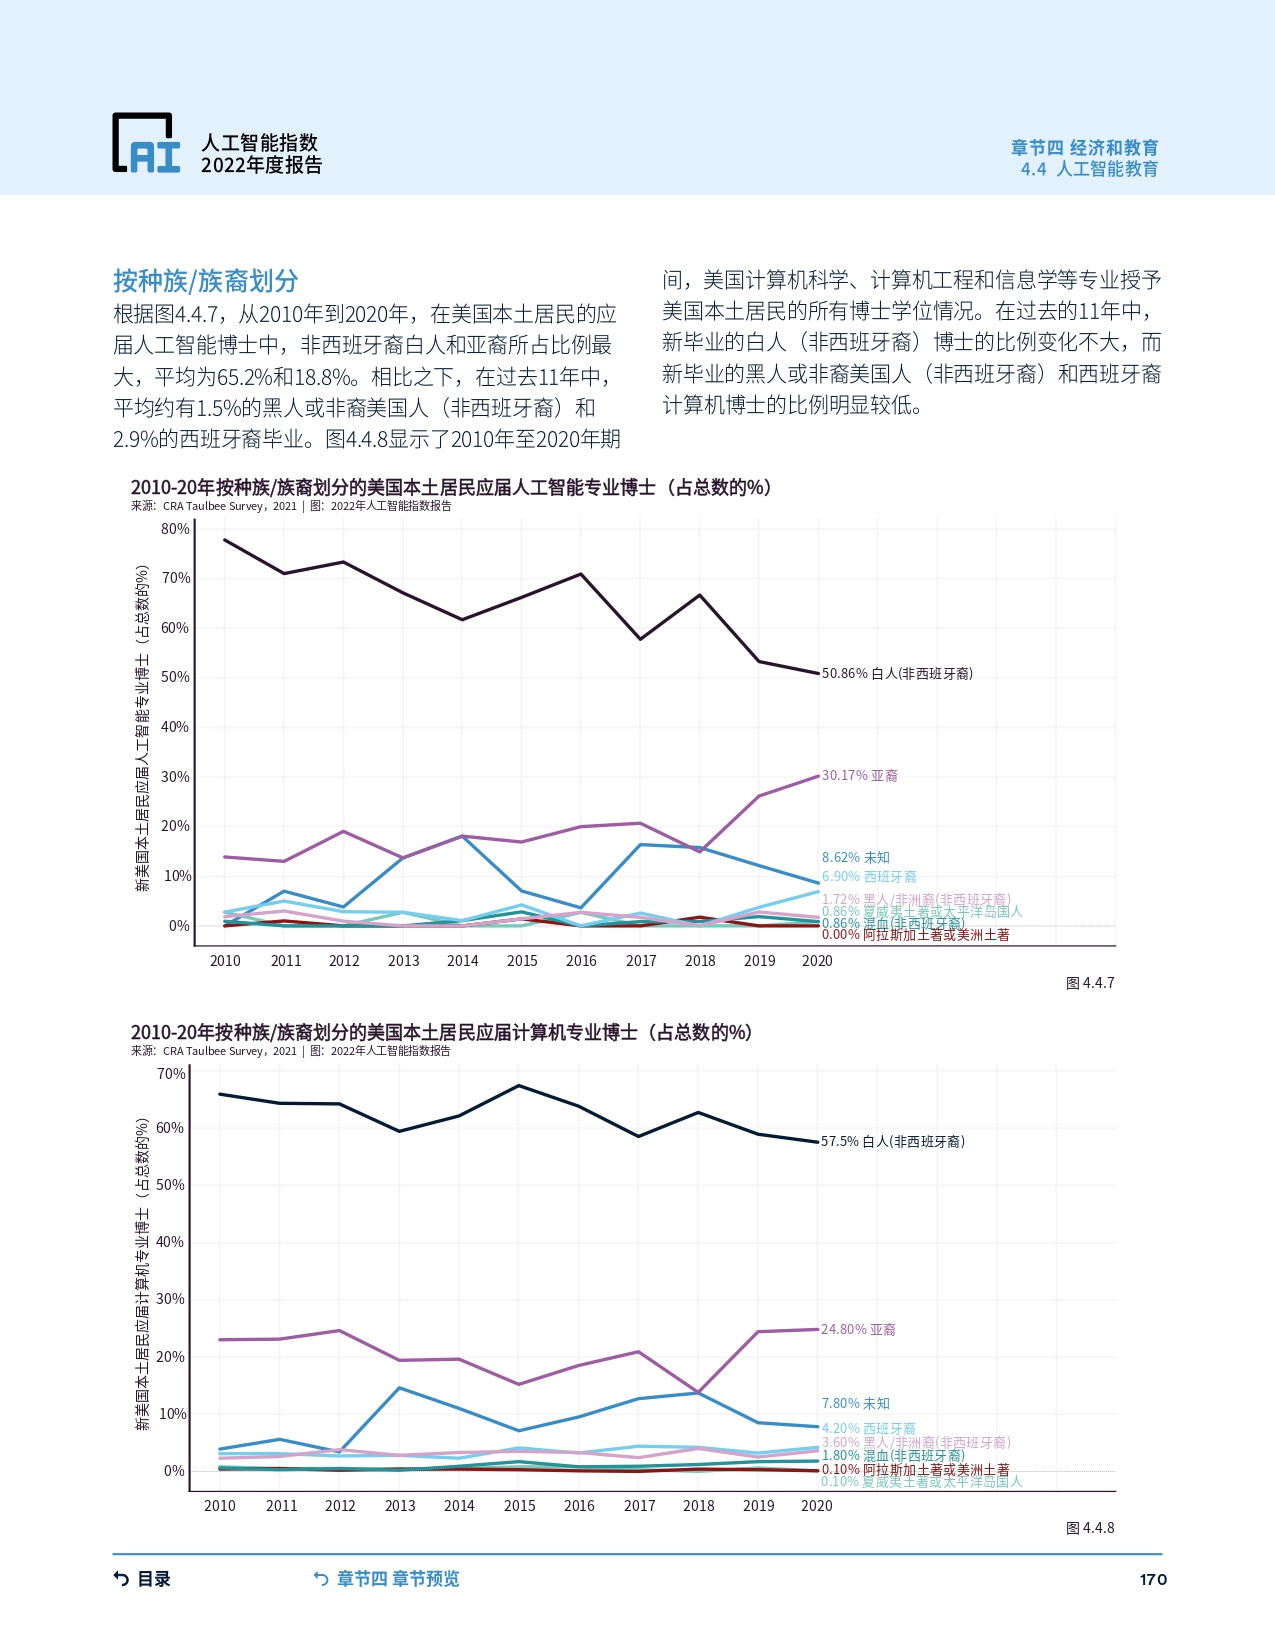 AI
人工智能指数
2022年度报告
章节四 经济和教育
4.4 人工智能教育
按种族/族裔划分
根据图4.4.7，从2010年到2020年，在美国本土居民的应
届人工智能博士中，非西班牙裔白人和亚裔所占比例最
大，平均为65.2%和18.8%。相比之下，在过去11年中，
平均约有1.5%的黑人或非裔美国人（非西班牙裔）和
2.9%的西班牙裔毕业。图4.4.8显示了2010年至2020年期
间，美国计算机科学、计算机工程和信息学等专业授予
美国本土居民的所有博士学位情况。在过去的11年中，
新毕业的白人（非西班牙裔）博士的比例变化不大，而
新毕业的黑人或非裔美国人（非西班牙裔）和西班牙裔
计算机博士的比例明显较低。
2010-20年按种族/族裔划分的美国本土居民应届人工智能专业博士（占总数的%）
来源：CRA Taulbee Survey，2021 | 图：2022年人工智能指数报告
新美国本土居民应届人工智能专业博士（占总数的%）
80%
70%
60%
50%
40%
30%
20%
10%
0%
50.86% 白人(非西班牙裔)
30.17% 亚裔
8.62% 未知
6.90% 西班牙裔
1.72% 黑人/非洲裔(非西班牙裔)
0.86% 夏威夷土著或太平洋岛国人
0.86% 混血(非西班牙裔)
0.00% 阿拉斯加土著或美洲土著
2010 2011 2012 2013 2014 2015 2016 2017 2018 2019 2020
图 4.4.7
2010-20年按种族/族裔划分的美国本土居民应届计算机专业博士（占总数的%）
来源：CRA Taulbee Survey，2021 | 图：2022年人工智能指数报告
新美国本土居民应届计算机专业博士（占总数的%）
70%
60%
50%
40%
30%
20%
10%
0%
57.5% 白人(非西班牙裔)
24.80% 亚裔
7.80% 未知
4.20% 西班牙裔
3.60% 黑人/非洲裔(非西班牙裔)
1.80% 混血(非西班牙裔)
0.10% 阿拉斯加土著或美洲土著
0.10% 夏威夷土著或太平洋岛国人
2010 2011 2012 2013 2014 2015 2016 2017 2018 2019 2020
图 4.4.8
目录
章节四 章节预览
170